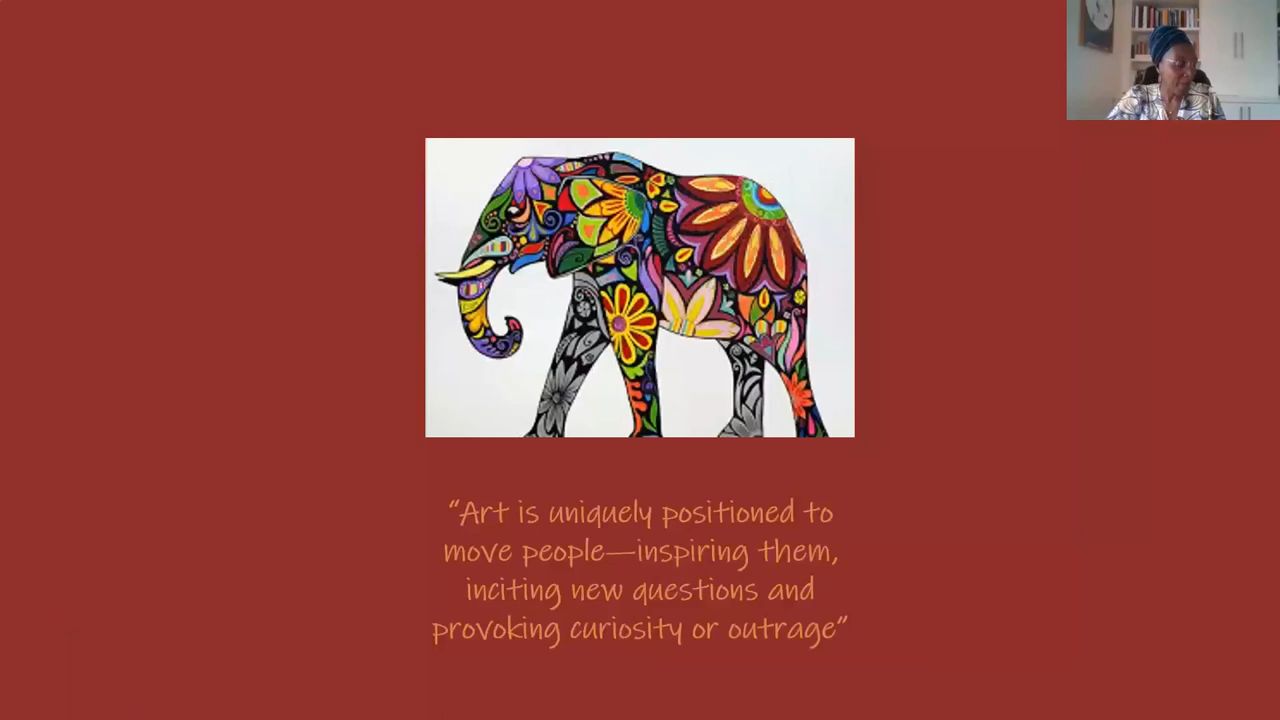 “Art is uniquely positioned to
move people—inspiring them,
inciting new questions and
provoking curiosity or outrage”